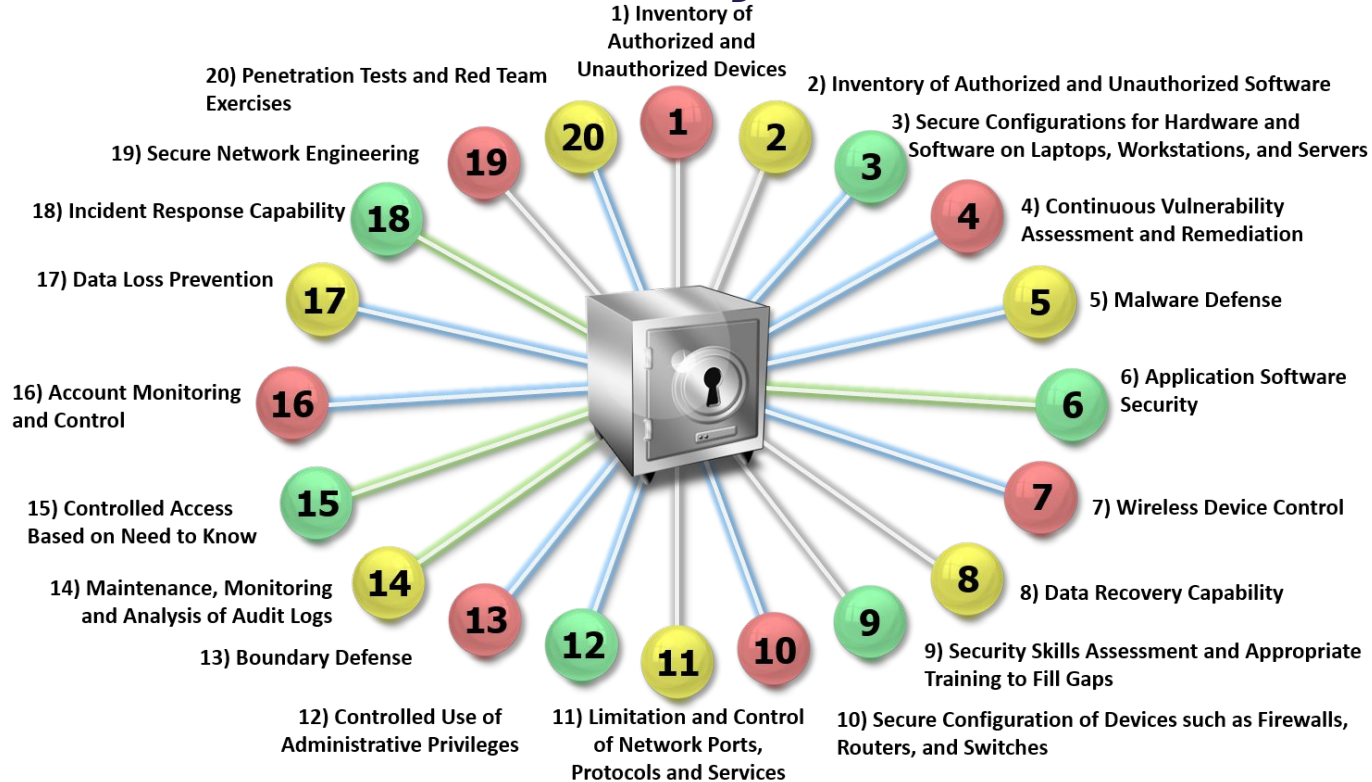 1) Inventory of
Authorized and
Unauthorized Devices
2) Inventory of Authorized and Unauthorized Software
3) Secure Configurations for Hardware and
Software on Laptops, Workstations, and Servers
4) Continuous Vulnerability
Assessment and Remediation
5) Malware Defense
6) Application Software
Security
7) Wireless Device Control
8) Data Recovery Capability
9) Security Skills Assessment and Appropriate
Training to Fill Gaps
10) Secure Configuration of Devices such as Firewalls,
Routers, and Switches
11) Limitation and Control
of Network Ports,
Protocols and Services
12) Controlled Use of
Administrative Privileges
13) Boundary Defense
14) Maintenance, Monitoring
and Analysis of Audit Logs
15) Controlled Access
Based on Need to Know
16) Account Monitoring
and Control
17) Data Loss Prevention
18) Incident Response Capability
19) Secure Network Engineering
20) Penetration Tests and Red Team
Exercises
1
2
3
4
5
6
7
8
9
10
11
12
13
14
15
16
17
18
19
20